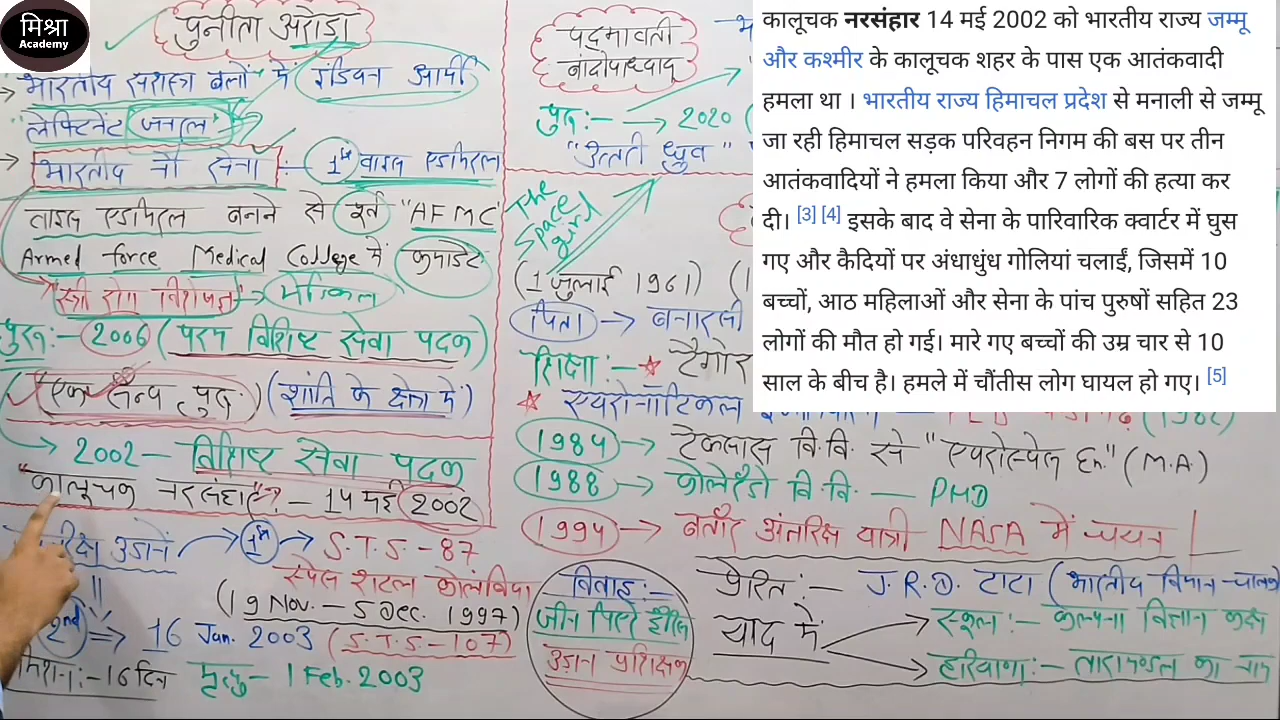 मिश्रा
Academy
पुनीता अरोडा
भारतीय सशस्त्र बलों में इंडियन आर्मी
"लेफ्टिनेंट जनरल"
भारतीय नौ सेना :- 1st वाइस एडमिरल
वाइस एडमिरल बनने से पूर्व "AFMC
Armed force Medical College में कमांडेंट
स्त्री रोग विशेषज्ञ → मेडिकल
पुरुः- 2006 (परम विशिष्ट सेवा पदक)
(शांति के क्षेत्र में)
→ 2002 - विशिष्ट सेवा पदक
"कालूचक नरसंहार"? - 14 मई 2002
उडाने 1st → S.T.S. - 87
स्पेस शटल कोलंबिया
(19 Nov. - 5 Dec. 1997)
2nd ⇒ 16 Jan. 2003 (S.T.S - 107)
मिशन:- 16 दिन मृत्यु - 1 Feb. 2003
पद्मावती
बांदोपाध्याय
→ 2020 (
"उत्तरी ध्रुव"
The Space girl
(1 जुलाई 1961)
पिता → बनारसी
शिक्षा:- टैगोर
एयरोनॉटिकल
1984 → टेक्सास वि.वि. से "एयरोस्पेस इं." (M.A)
1988 → कोलोरेडो वि.वि. - PHD
1994 → बतौर अंतरिक्ष यात्री NASA में चयन
विवाह:-
जीन पियरे हैरिसन
उडान प्रशिक्षक
प्रेरित:- J.R.D. टाटा (भारतीय विमान-चालक
याद में
स्कूल:- कल्पना विज्ञान कक्ष
हरियाणा:- तारामण्डल का नाम
कालूचक नरसंहार 14 मई 2002 को भारतीय राज्य जम्मू
और कश्मीर के कालूचक शहर के पास एक आतंकवादी
हमला था । भारतीय राज्य हिमाचल प्रदेश से मनाली से जम्मू
जा रही हिमाचल सड़क परिवहन निगम की बस पर तीन
आतंकवादियों ने हमला किया और 7 लोगों की हत्या कर
दी। [3] [4] इसके बाद वे सेना के पारिवारिक क्वार्टर में घुस
गए और कैदियों पर अंधाधुंध गोलियां चलाईं, जिसमें 10
बच्चों, आठ महिलाओं और सेना के पांच पुरुषों सहित 23
लोगों की मौत हो गई। मारे गए बच्चों की उम्र चार से 10
साल के बीच है। हमले में चौंतीस लोग घायल हो गए। [5]